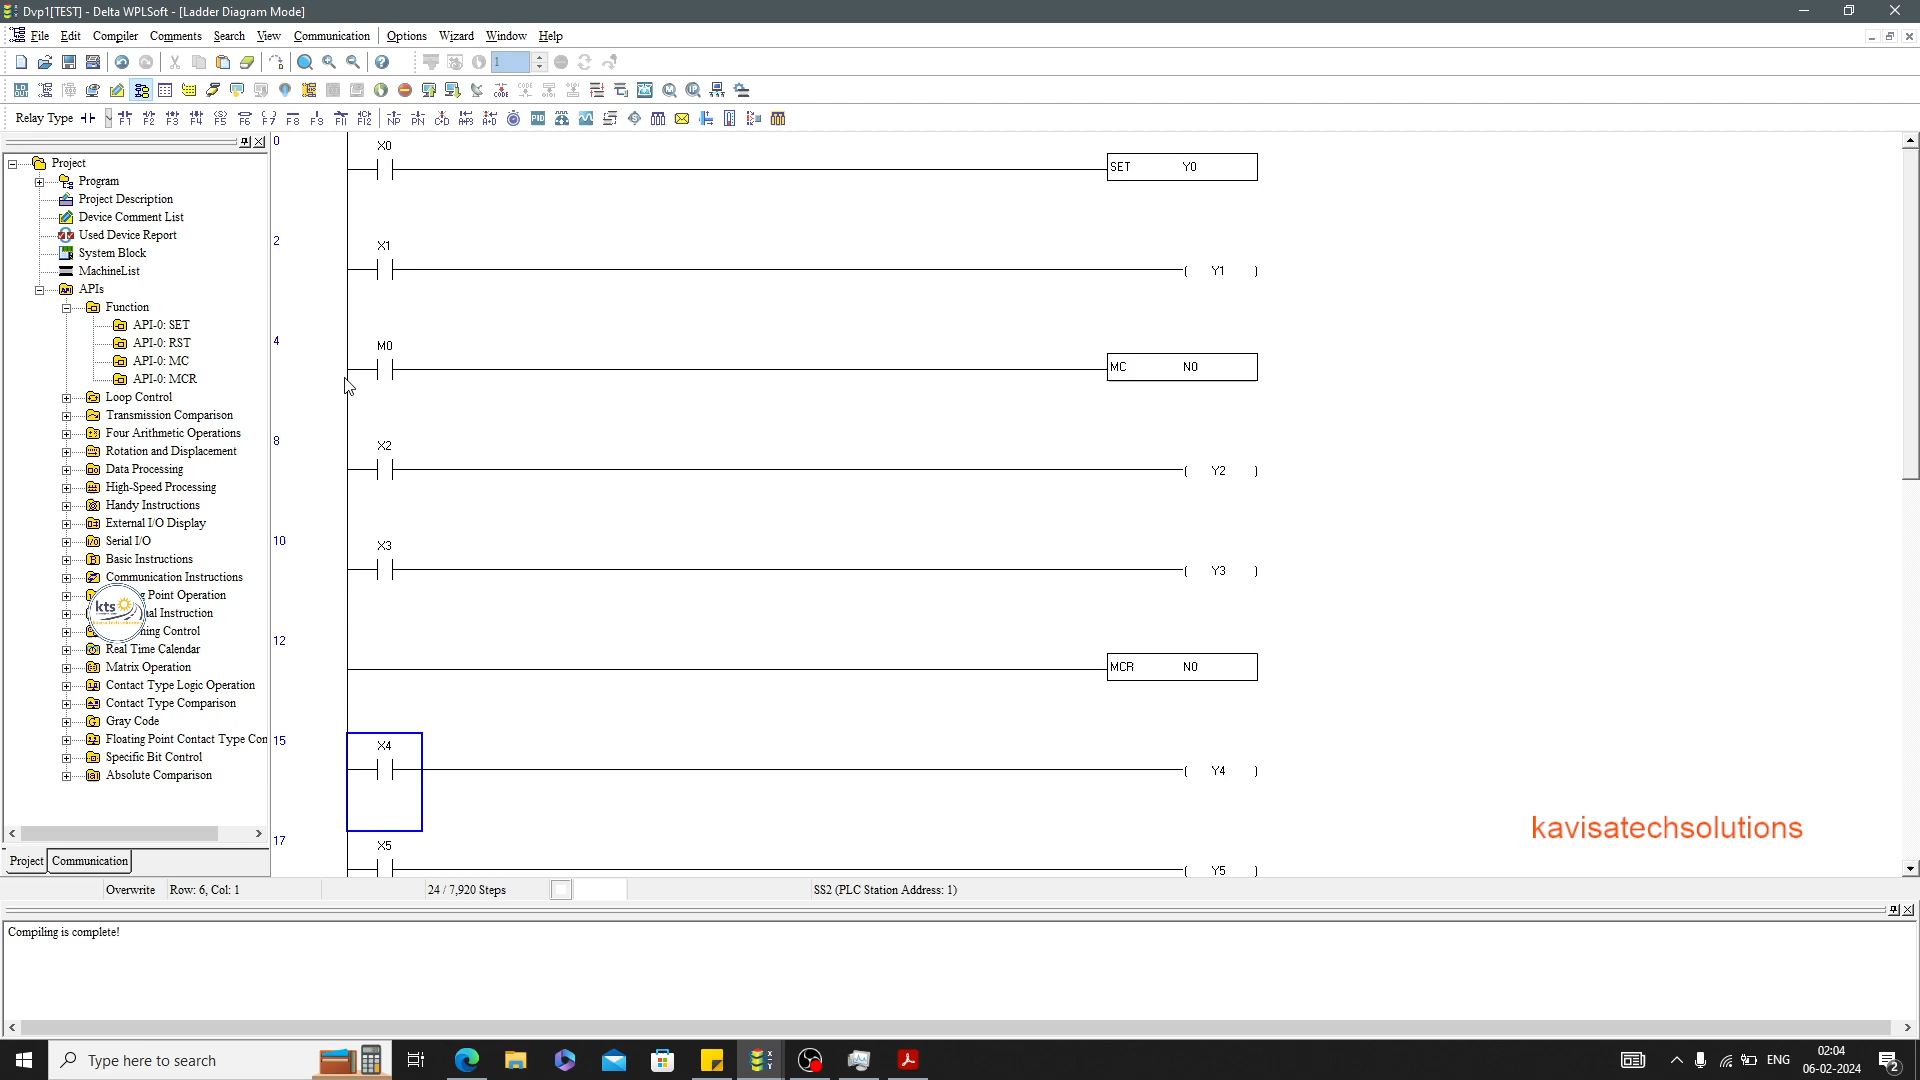 Dvp1[TEST] - Delta WPLSoft - [Ladder Diagram Mode]
File Edit Compiler Comments Search View Communication Options Wizard Window Help
1
Relay Type
Project
Program
Project Description
Device Comment List
Used Device Report
System Block
MachineList
APIs
Function
API-0: SET
API-0: RST
API-0: MC
API-0: MCR
Loop Control
Transmission Comparison
Four Arithmetic Operations
Rotation and Displacement
Data Processing
High-Speed Processing
Handy Instructions
External I/O Display
Serial I/O
Basic Instructions
Communication Instructions
Point Operation
Instruction
Control
Real Time Calendar
Matrix Operation
Contact Type Logic Operation
Contact Type Comparison
Gray Code
Floating Point Contact Type Con
Specific Bit Control
Absolute Comparison
kts
Project Communication
0
X0
SET Y0
2
X1
Y1
4
M0
MC N0
8
X2
Y2
10
X3
Y3
12
MCR N0
15
X4
Y4
17
X5
Y5
kavisatechsolutions
Overwrite Row: 6, Col: 1 24 / 7,920 Steps SS2 (PLC Station Address: 1)
Compiling is complete!
Type here to search
ENG
02:04
06-02-2024
2